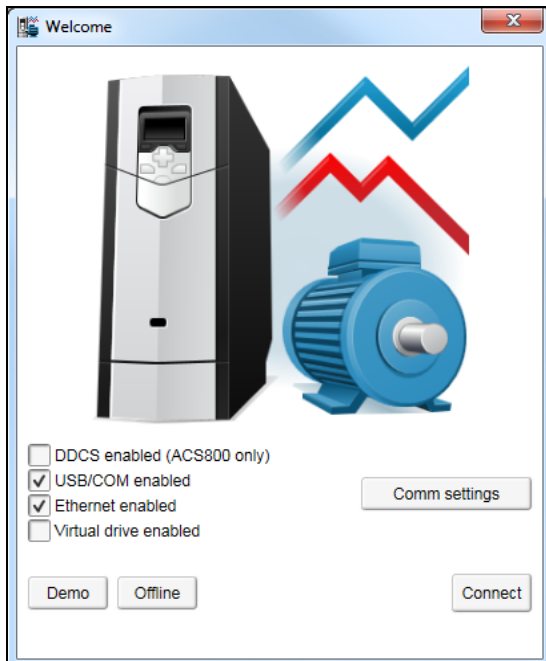 Welcome
DDCS enabled (ACS800 only)
USB/COM enabled
Ethernet enabled
Comm settings
Virtual drive enabled
Demo Offline Connect